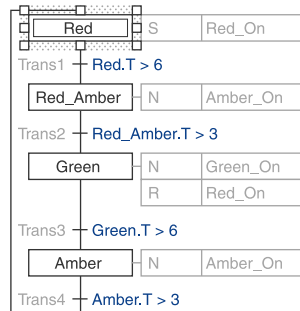 Red S Red_On
Trans1 Red.T > 6
Red_Amber N Amber_On
Trans2 Red_Amber.T > 3
Green N Green_On
R Red_On
Trans3 Green.T > 6
Amber N Amber_On
Trans4 Amber.T > 3